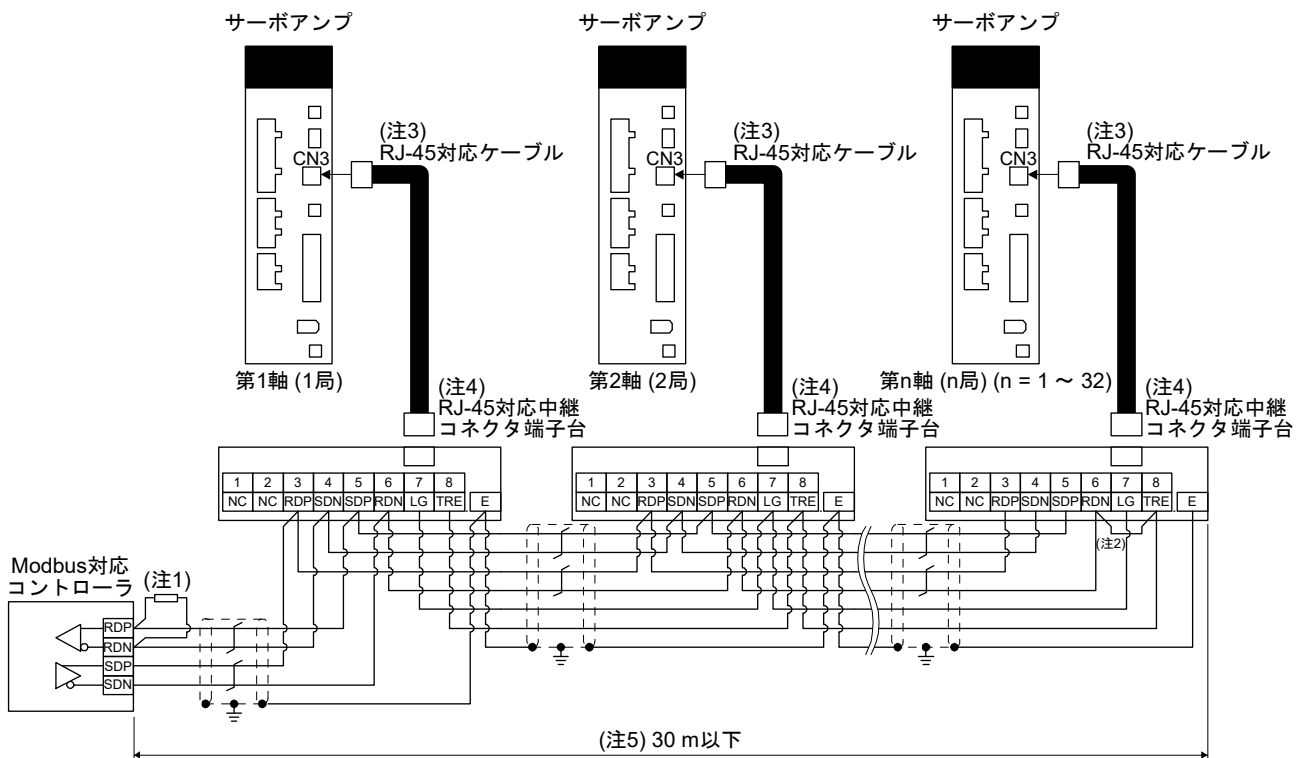 サーボアンプ
サーボアンプ
サーボアンプ
(注3)
RJ-45対応ケーブル
CN3
(注3)
RJ-45対応ケーブル
CN3
(注3)
RJ-45対応ケーブル
CN3
第1軸 (1局)
第2軸 (2局)
第n軸 (n局) (n = 1 ～ 32)
(注4)
RJ-45対応中継
コネクタ端子台
(注4)
RJ-45対応中継
コネクタ端子台
(注4)
RJ-45対応中継
コネクタ端子台
1 2 3 4 5 6 7 8
NC NC RDP SDN SDP RDN LG TRE E
1 2 3 4 5 6 7 8
NC NC RDP SDN SDP RDN LG TRE E
1 2 3 4 5 6 7 8
NC NC RDP SDN SDP RDN LG TRE E
(注2)
Modbus対応
コントローラ
(注1)
RDP
RDN
SDP
SDN
(注5) 30 m以下